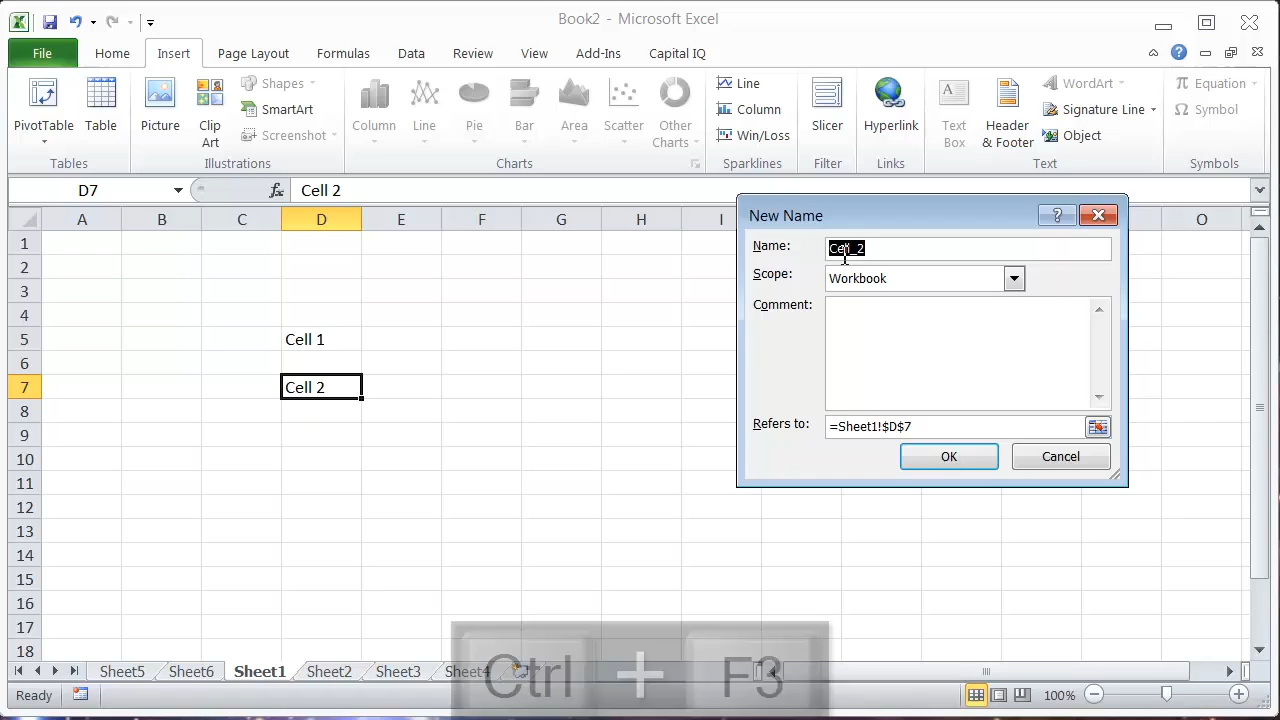 Book2 - Microsoft Excel
File Home Insert Page Layout Formulas Data Review View Add-Ins Capital IQ
PivotTable Table Picture Clip Art Shapes SmartArt Screenshot Column Line Pie Bar Area Scatter Other Charts Line Column Win/Loss Slicer Hyperlink Text Box Header & Footer WordArt Signature Line Object π Equation Ω Symbol
Tables Illustrations Charts Sparklines Filter Links Text Symbols
D7 fx Cell 2
A B C D E F G H I O
1
2
3
4
5 Cell 1
6
7 Cell 2
8
9
10
11
12
13
14
15
16
17
18
New Name
Name: Cell_2
Scope: Workbook
Comment:
Refers to: =Sheet1!$D$7
OK Cancel
Ctrl + F3
Sheet5 Sheet6 Sheet1 Sheet2 Sheet3 Sheet4
Ready 100%